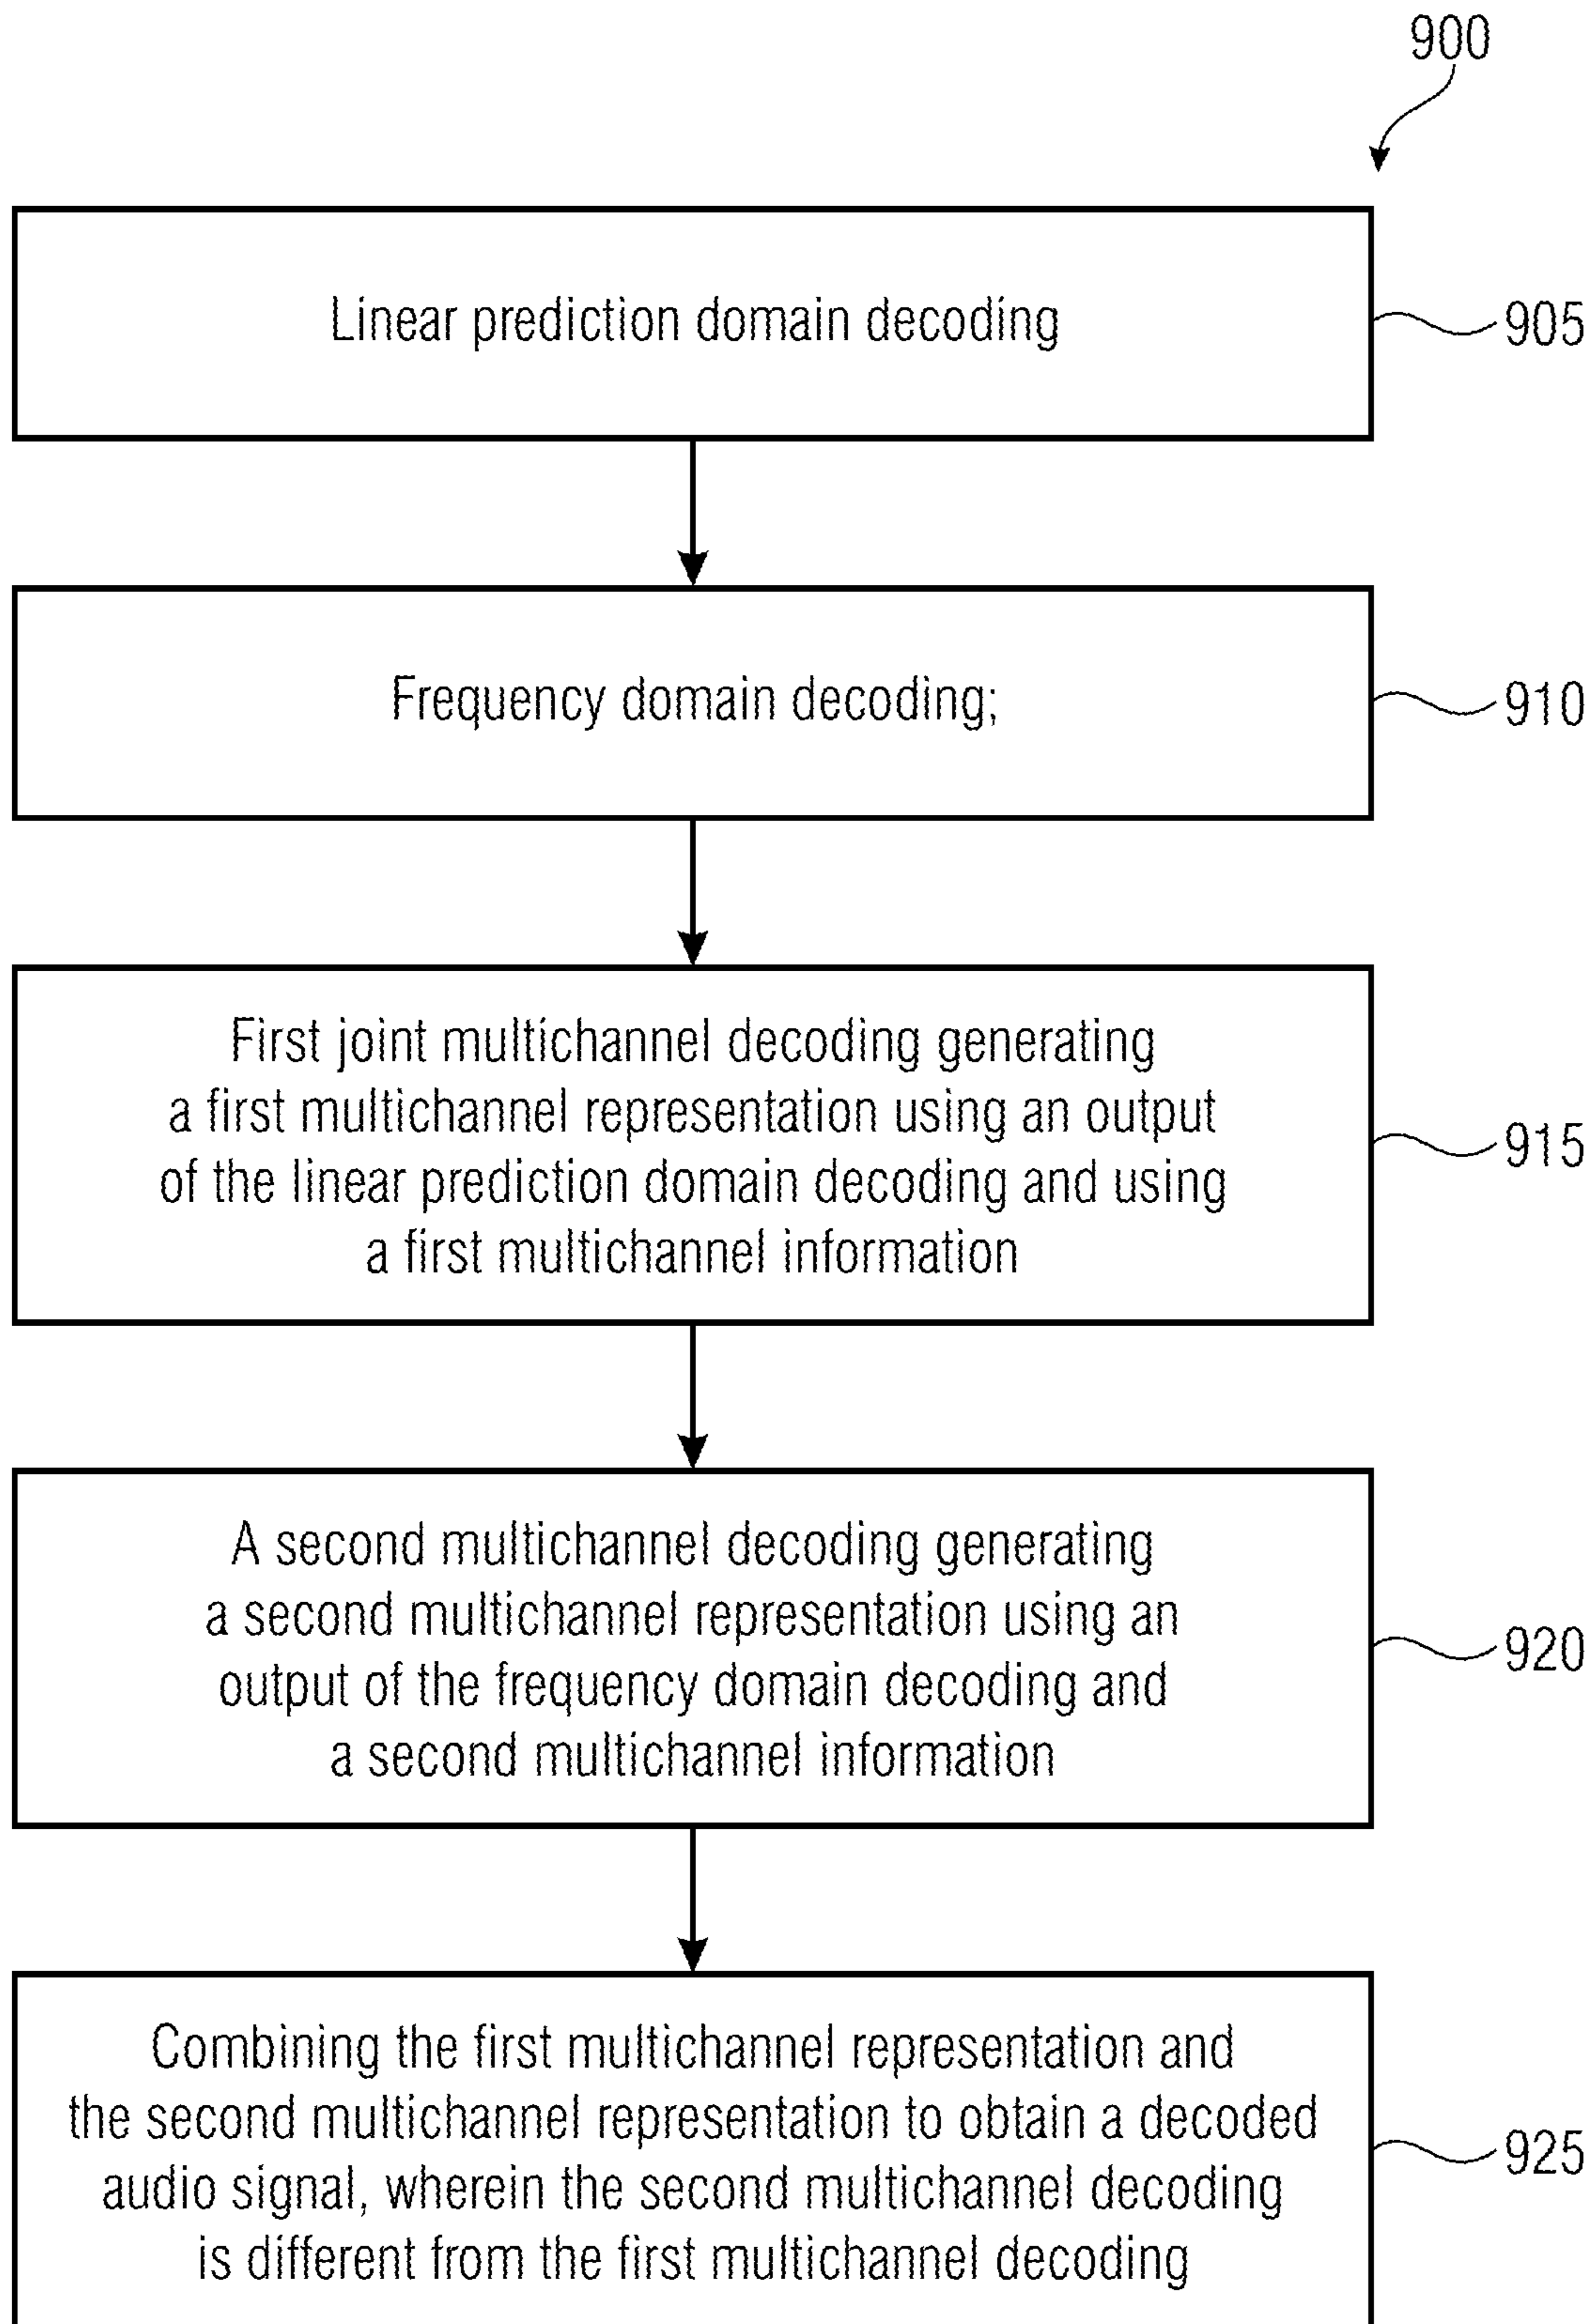 900
Linear prediction domain decoding
905
Frequency domain decoding;
910
First joint multichannel decoding generating
a first multichannel representation using an output
of the linear prediction domain decoding and using
a first multichannel information
915
A second multichannel decoding generating
a second multichannel representation using an
output of the frequency domain decoding and
a second multichannel information
920
Combining the first multichannel representation and
the second multichannel representation to obtain a decoded
audio signal, wherein the second multichannel decoding
is different from the first multichannel decoding
925